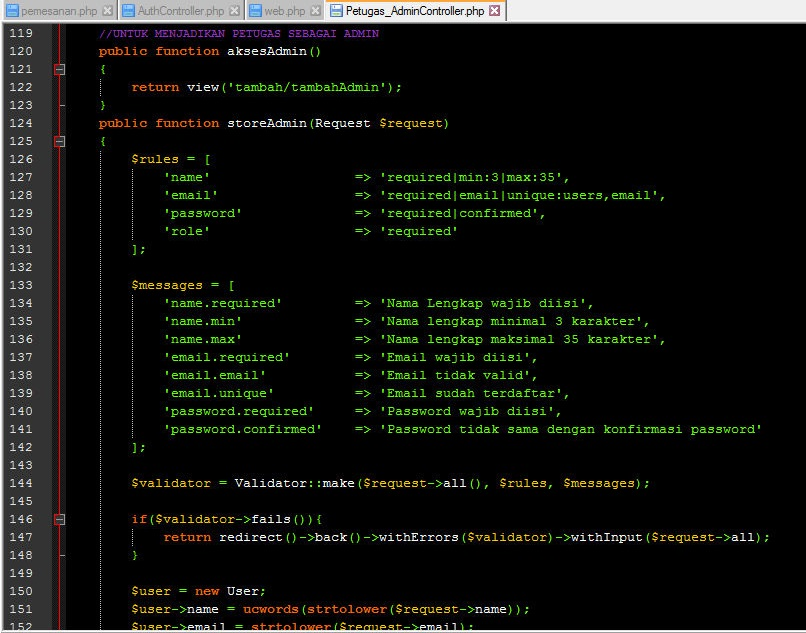 pemesanan.php AuthController.php web.php Petugas_AdminController.php
119 //UNTUK MENJADIKAN PETUGAS SEBAGAI ADMIN
120 public function aksesAdmin()
121 {
122 return view('tambah/tambahAdmin');
123 }
124 public function storeAdmin(Request $request)
125 {
126 $rules = [
127 'name' => 'required|min:3|max:35',
128 'email' => 'required|email|unique:users,email',
129 'password' => 'required|confirmed',
130 'role' => 'required'
131 ];
132
133 $messages = [
134 'name.required' => 'Nama Lengkap wajib diisi',
135 'name.min' => 'Nama lengkap minimal 3 karakter',
136 'name.max' => 'Nama lengkap maksimal 35 karakter',
137 'email.required' => 'Email wajib diisi',
138 'email.email' => 'Email tidak valid',
139 'email.unique' => 'Email sudah terdaftar',
140 'password.required' => 'Password wajib diisi',
141 'password.confirmed' => 'Password tidak sama dengan konfirmasi password'
142 ];
143
144 $validator = Validator::make($request->all(), $rules, $messages);
145
146 if($validator->fails()){
147 return redirect()->back()->withErrors($validator)->withInput($request->all);
148 }
149
150 $user = new User;
151 $user->name = ucwords(strtolower($request->name));
152 $user->email = strtolower($request->email);